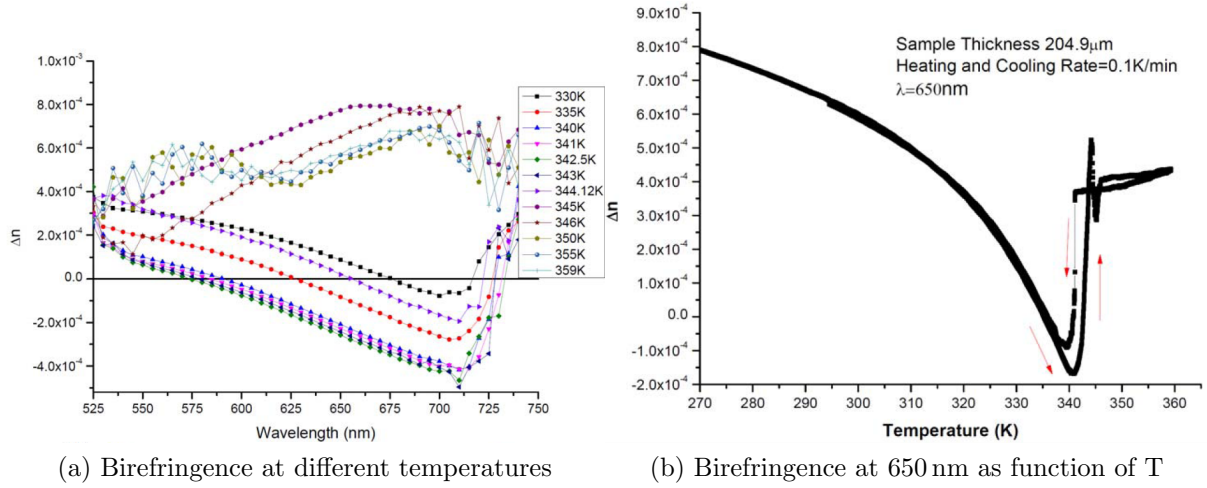 1.0x10⁻³
8.0x10⁻⁴
6.0x10⁻⁴
4.0x10⁻⁴
2.0x10⁻⁴
0.0
-2.0x10⁻⁴
-4.0x10⁻⁴
Δn
525 550 575 600 625 650 675 700 725 750
Wavelength (nm)
330K
335K
340K
341K
342.5K
343K
344.12K
345K
346K
350K
355K
359K
(a) Birefringence at different temperatures
9.0x10⁻⁴
8.0x10⁻⁴
7.0x10⁻⁴
6.0x10⁻⁴
5.0x10⁻⁴
4.0x10⁻⁴
3.0x10⁻⁴
2.0x10⁻⁴
1.0x10⁻⁴
0.0
-1.0x10⁻⁴
-2.0x10⁻⁴
Δn
Sample Thickness 204.9μm
Heating and Cooling Rate=0.1K/min
λ=650nm
270 280 290 300 310 320 330 340 350 360
Temperature (K)
(b) Birefringence at 650 nm as function of T